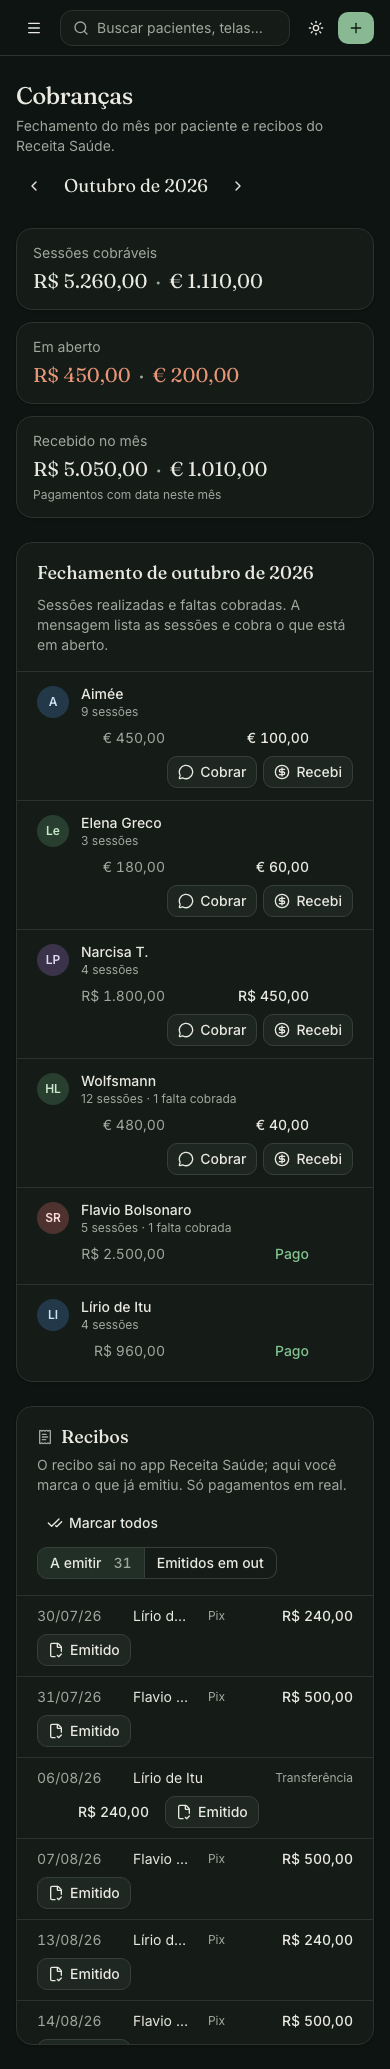 Buscar pacientes, telas...
Cobranças
Fechamento do mês por paciente e recibos do
Receita Saúde.
Outubro de 2026
Sessões cobráveis
R$ 5.260,00 · € 1.110,00
Em aberto
R$ 450,00 · € 200,00
Recebido no mês
R$ 5.050,00 · € 1.010,00
Pagamentos com data neste mês
Fechamento de outubro de 2026
Sessões realizadas e faltas cobradas. A
mensagem lista as sessões e cobra o que está
em aberto.
A Aimée
9 sessões
€ 450,00 € 100,00
Cobrar Recebi
Le Elena Greco
3 sessões
€ 180,00 € 60,00
Cobrar Recebi
LP Narcisa T.
4 sessões
R$ 1.800,00 R$ 450,00
Cobrar Recebi
HL Wolfsmann
12 sessões · 1 falta cobrada
€ 480,00 € 40,00
Cobrar Recebi
SR Flavio Bolsonaro
5 sessões · 1 falta cobrada
R$ 2.500,00 Pago
LI Lírio de Itu
4 sessões
R$ 960,00 Pago
Recibos
O recibo sai no app Receita Saúde; aqui você
marca o que já emitiu. Só pagamentos em real.
Marcar todos
A emitir 31 Emitidos em out
30/07/26 Lírio d... Pix R$ 240,00
Emitido
31/07/26 Flavio ... Pix R$ 500,00
Emitido
06/08/26 Lírio de Itu Transferência
R$ 240,00 Emitido
07/08/26 Flavio ... Pix R$ 500,00
Emitido
13/08/26 Lírio d... Pix R$ 240,00
Emitido
14/08/26 Flavio ... Pix R$ 500,00